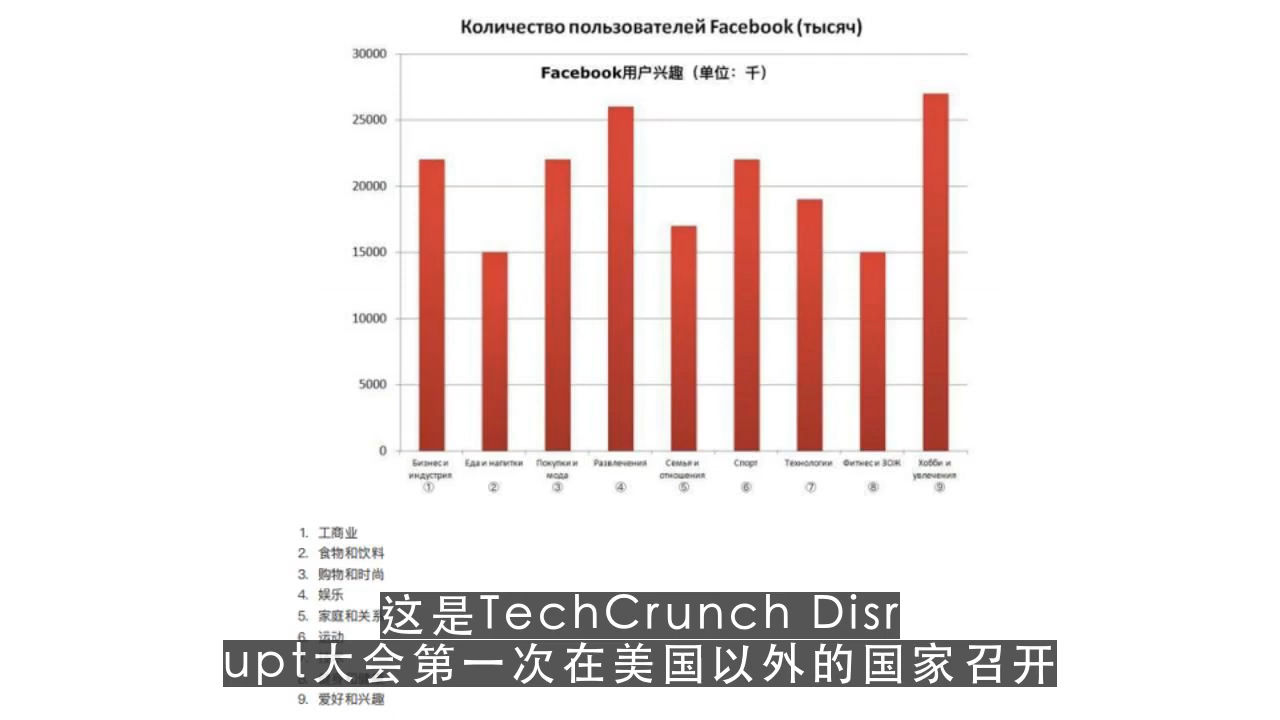 Количество пользователей Facebook (тысяч)
Facebook用户兴趣（单位：千）
30000
25000
20000
15000
10000
5000
0
Бизнес и индустрия
Еда и напитки
Покупки и мода
Развлечения
Семья и отношения
Спорт
Технологии
Фитнес и ЗОЖ
Хобби и увлечения
① ② ③ ④ ⑤ ⑥ ⑦ ⑧ ⑨
1. 工商业
2. 食物和饮料
3. 购物和时尚
4. 娱乐
5. 家庭和关系
6. 运动
9. 爱好和兴趣
这是TechCrunch Disr
upt大会第一次在美国以外的国家召开